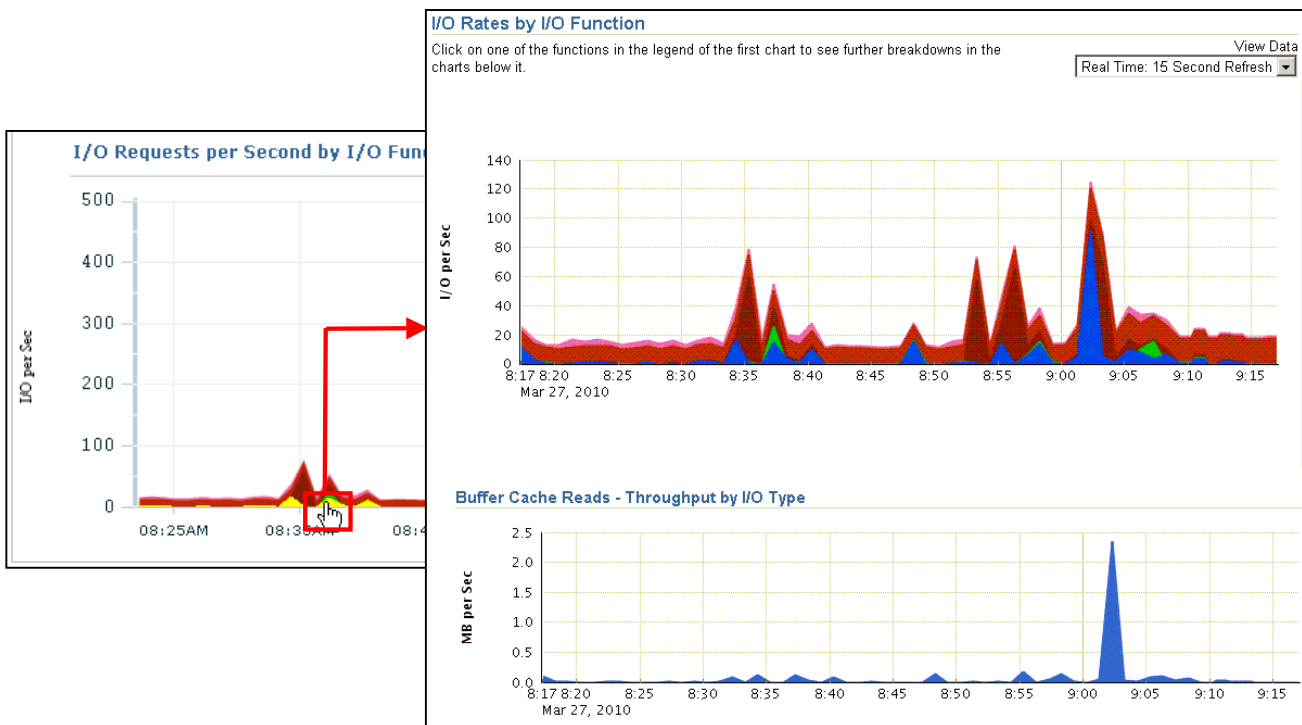 I/O Rates by I/O Function
Click on one of the functions in the legend of the first chart to see further breakdowns in the
charts below it.
View Data
Real Time: 15 Second Refresh
I/O Requests per Second by I/O Fun
I/O per Sec
500
400
300
200
100
0
08:25AM
08:4
I/O per Sec
140
120
100
80
60
40
20
0
8:17 8:20 8:25 8:30 8:35 8:40 8:45 8:50 8:55 9:00 9:05 9:10 9:15
Mar 27, 2010
Buffer Cache Reads - Throughput by I/O Type
MB per Sec
2.5
2.0
1.5
1.0
0.5
0.0
8:17 8:20 8:25 8:30 8:35 8:40 8:45 8:50 8:55 9:00 9:05 9:10 9:15
Mar 27, 2010